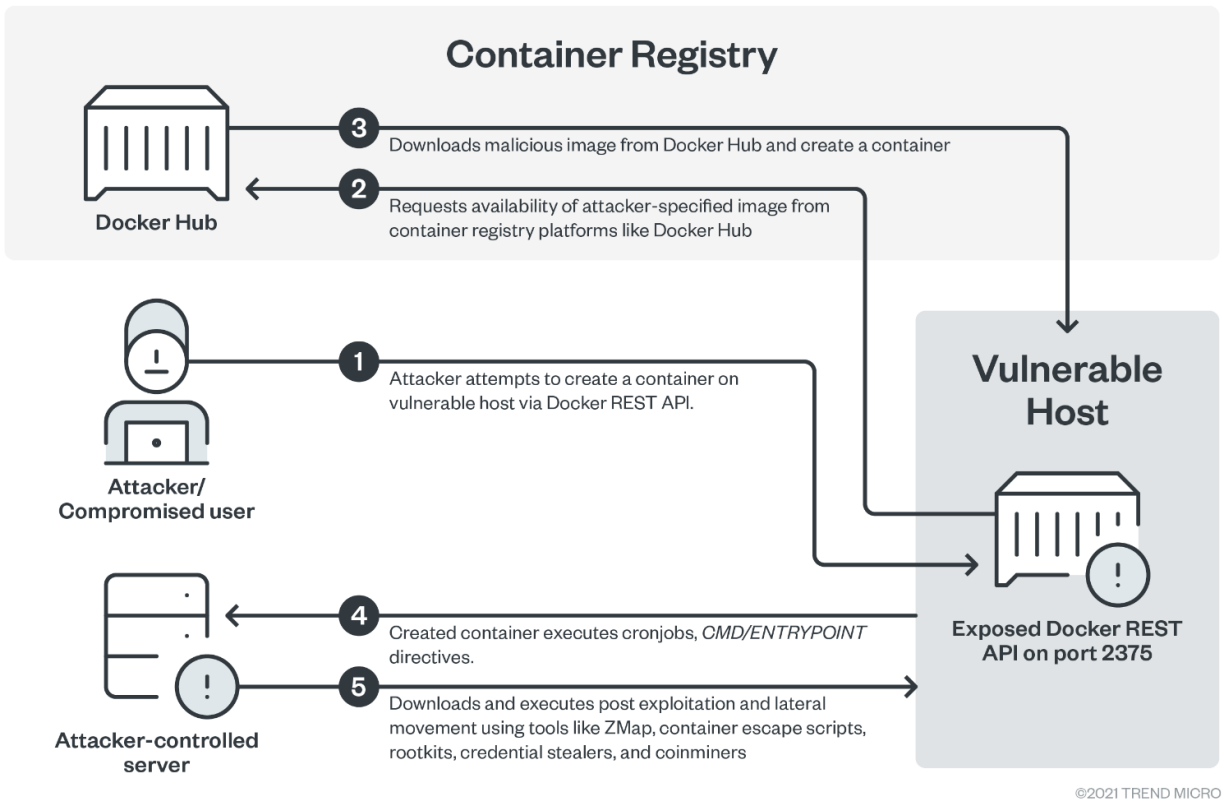 Container Registry
3
Downloads malicious image from Docker Hub and create a container
2
Requests availability of attacker-specified image from
container registry platforms like Docker Hub
Docker Hub
1
Attacker attempts to create a container on
vulnerable host via Docker REST API.
Attacker/
Compromised user
Vulnerable
Host
Exposed Docker REST
API on port 2375
4
Created container executes cronjobs, CMD/ENTRYPOINT
directives.
5
Downloads and executes post exploitation and lateral
movement using tools like ZMap, container escape scripts,
rootkits, credential stealers, and coinminers
Attacker-controlled
server
©2021 TREND MICRO